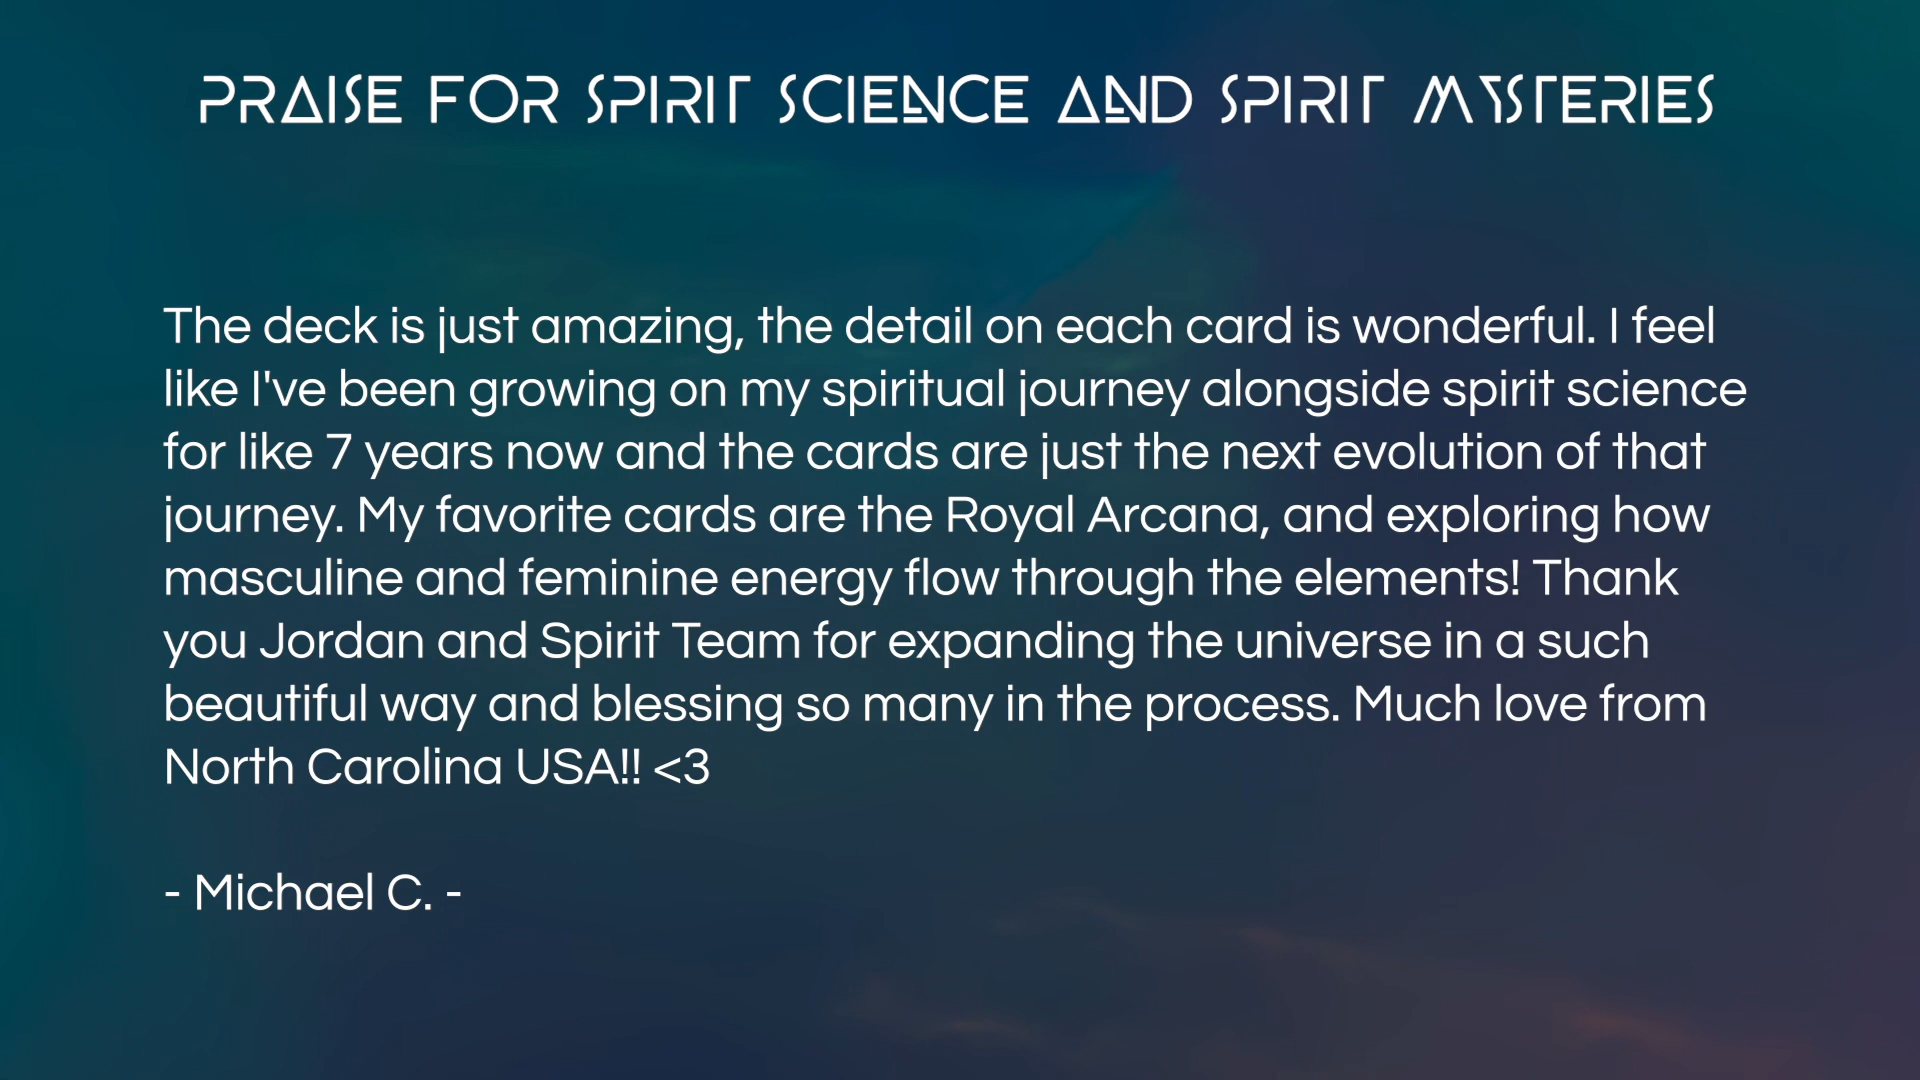 PRAISE FOR SPIRIT SCIENCE AND SPIRIT MYSTERIES
The deck is just amazing, the detail on each card is wonderful. I feel
like I've been growing on my spiritual journey alongside spirit science
for like 7 years now and the cards are just the next evolution of that
journey. My favorite cards are the Royal Arcana, and exploring how
masculine and feminine energy flow through the elements! Thank
you Jordan and Spirit Team for expanding the universe in a such
beautiful way and blessing so many in the process. Much love from
North Carolina USA!! <3
- Michael C. -